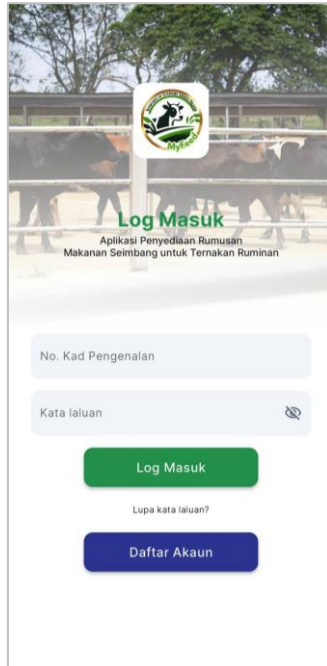 MyFeed
Log Masuk
Aplikasi Penyediaan Rumusan
Makanan Seimbang untuk Ternakan Ruminan
No. Kad Pengenalan
Kata laluan
Log Masuk
Lupa kata laluan?
Daftar Akaun